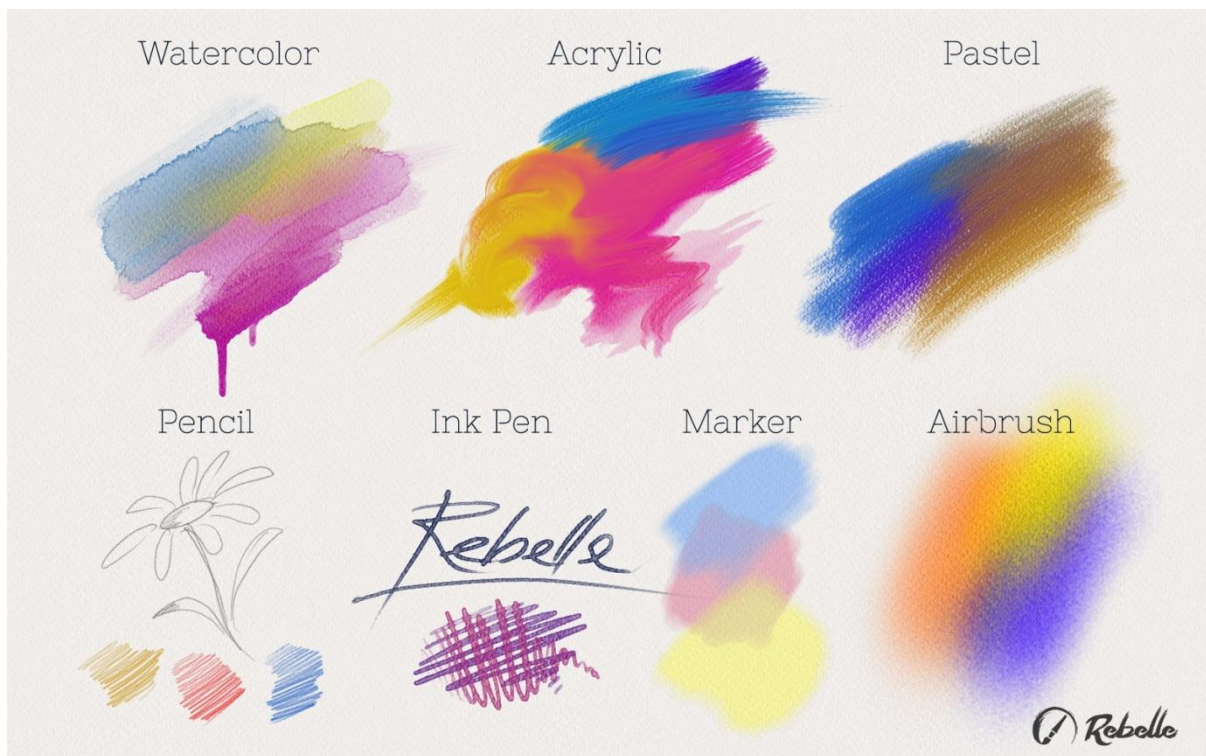 Watercolor
Acrylic
Pastel
Pencil
Ink Pen
Marker
Airbrush
Rebelle
Rebelle